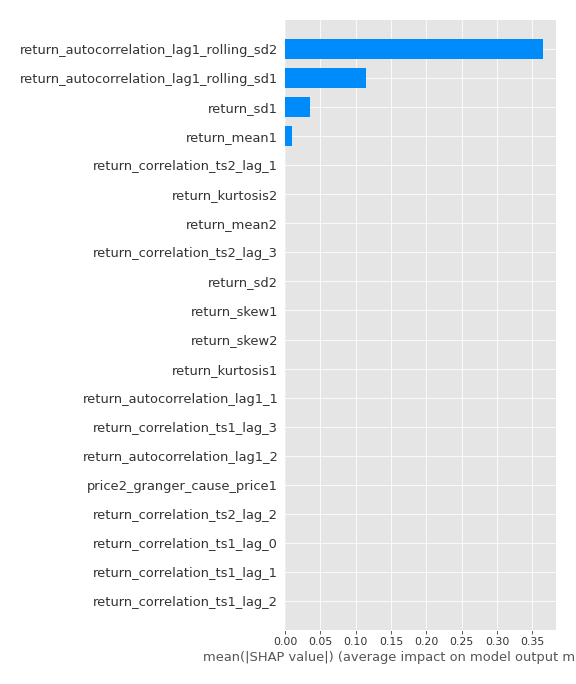 return_autocorrelation_lag1_rolling_sd2
return_autocorrelation_lag1_rolling_sd1
return_sd1
return_mean1
return_correlation_ts2_lag_1
return_kurtosis2
return_mean2
return_correlation_ts2_lag_3
return_sd2
return_skew1
return_skew2
return_kurtosis1
return_autocorrelation_lag1_1
return_correlation_ts1_lag_3
return_autocorrelation_lag1_2
price2_granger_cause_price1
return_correlation_ts2_lag_2
return_correlation_ts1_lag_0
return_correlation_ts1_lag_1
return_correlation_ts1_lag_2
0.00 0.05 0.10 0.15 0.20 0.25 0.30 0.35
mean(|SHAP value|) (average impact on model output m